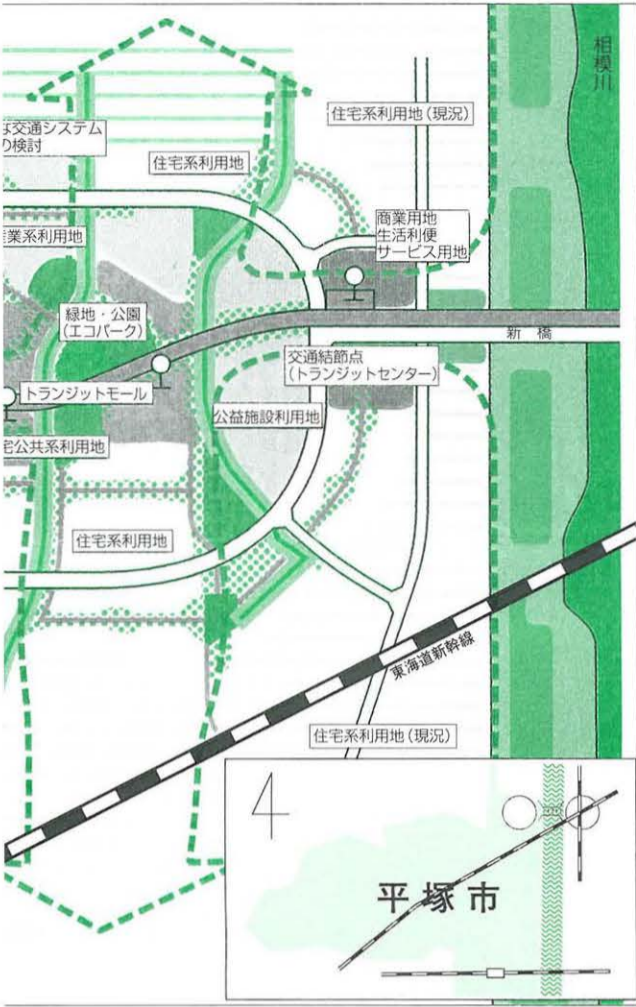 相模川
住宅系利用地(現況)
な交通システム
の検討
住宅系利用地
産業系利用地
商業用地
生活利便
サービス用地
緑地・公園
(エコパーク)
新橋
交通結節点
(トランジットセンター)
トランジットモール
公益施設利用地
宅公共系利用地
住宅系利用地
東海道新幹線
住宅系利用地(現況)
平塚市